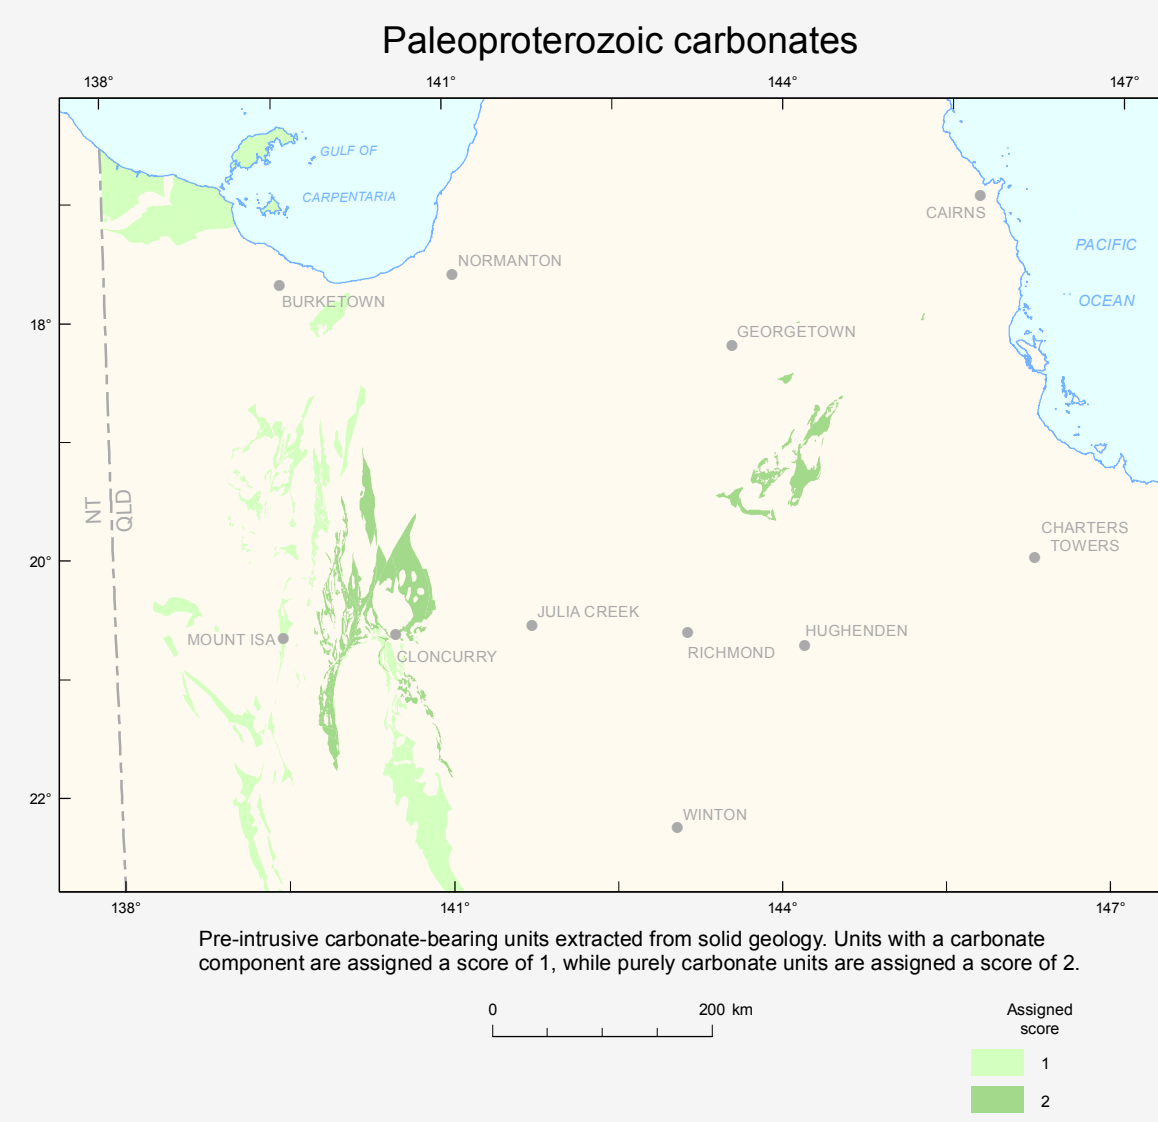 Paleoproterozoic carbonates
138° 141° 144° 147°
GULF OF
CARPENTARIA
CAIRNS
PACIFIC
NORMANTON
BURKETOWN
OCEAN
18°
GEORGETOWN
NT
QLD
CHARTERS
TOWERS
20°
JULIA CREEK
MOUNT ISA
HUGHENDEN
RICHMOND
CLONCURRY
22°
WINTON
138° 141° 144° 147°
Pre-intrusive carbonate-bearing units extracted from solid geology. Units with a carbonate
component are assigned a score of 1, while purely carbonate units are assigned a score of 2.
0 200 km
Assigned
score
1
2